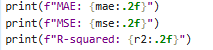 print(f"MAE: {mae:.2f}")
print(f"MSE: {mse:.2f}")
print(f"R-squared: {r2:.2f}")